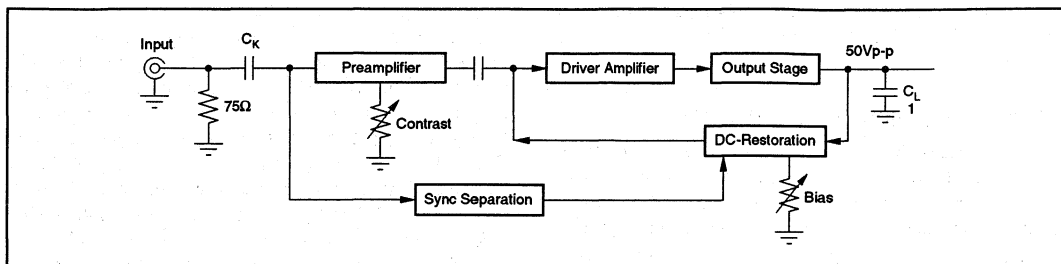 Input
C_K
Preamplifier
Driver Amplifier
Output Stage
50Vp-p
75Ω
Contrast
C_L
1
DC-Restoration
Sync Separation
Bias